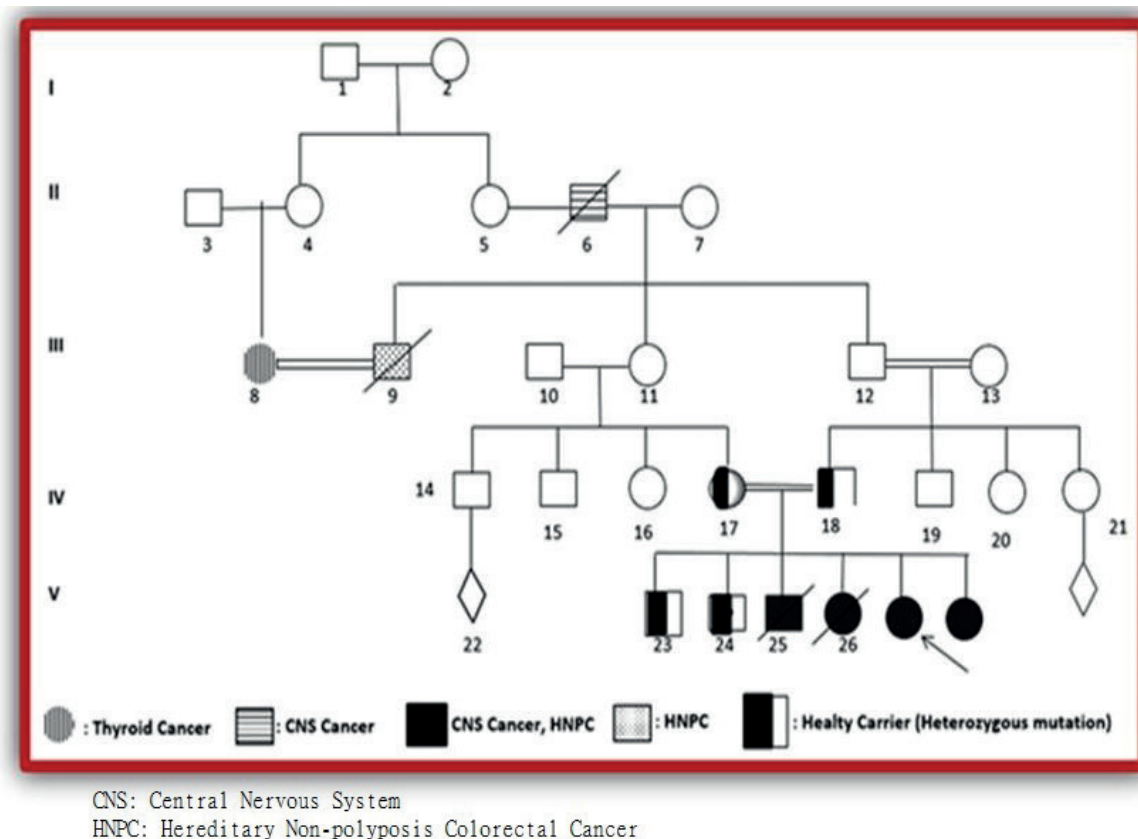 I
1
2
II
3
4
5
6
7
III
8
9
10
11
12
13
IV
14
15
16
17
18
19
20
21
V
22
23
24
25
26
: Thyroid Cancer
: CNS Cancer
CNS Cancer, HNPC
: HNPC
: Healty Carrier (Heterozygous mutation)
CNS: Central Nervous System
HNPC: Hereditary Non-polyposis Colorectal Cancer